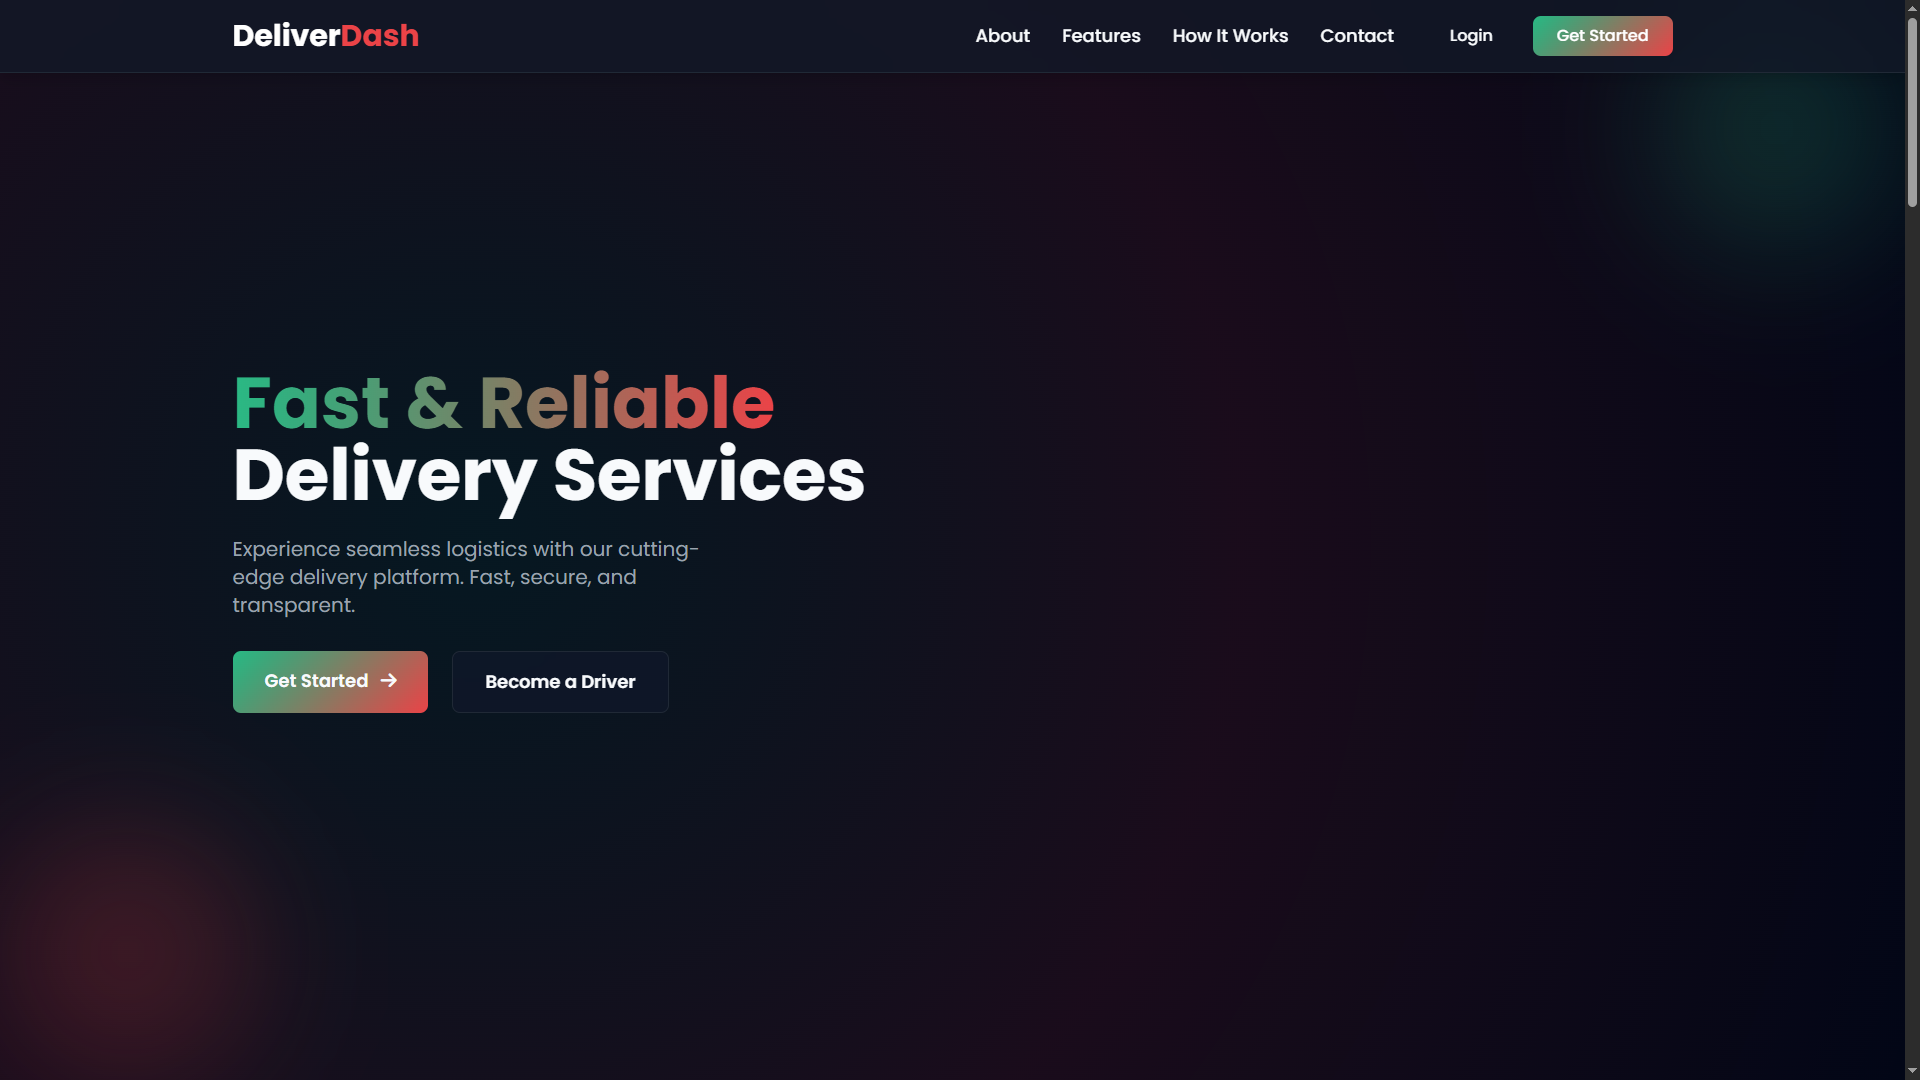 DeliverDash
About Features How It Works Contact Login Get Started
Fast & Reliable
Delivery Services
Experience seamless logistics with our cutting-
edge delivery platform. Fast, secure, and
transparent.
Get Started → Become a Driver